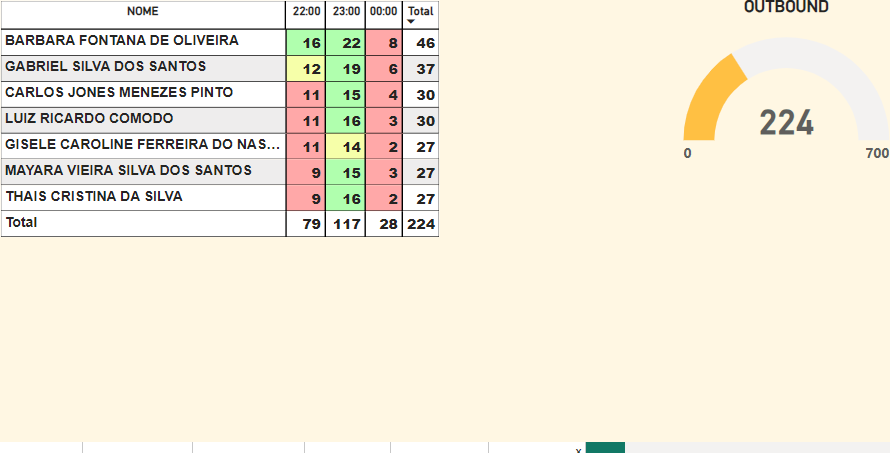 NOME 22:00 23:00 00:00 Total
BARBARA FONTANA DE OLIVEIRA 16 22 8 46
GABRIEL SILVA DOS SANTOS 12 19 6 37
CARLOS JONES MENEZES PINTO 11 15 4 30
LUIZ RICARDO COMODO 11 16 3 30
GISELE CAROLINE FERREIRA DO NAS... 11 14 2 27
MAYARA VIEIRA SILVA DOS SANTOS 9 15 3 27
THAIS CRISTINA DA SILVA 9 16 2 27
Total 79 117 28 224
OUTBOUND
224
0 700
x